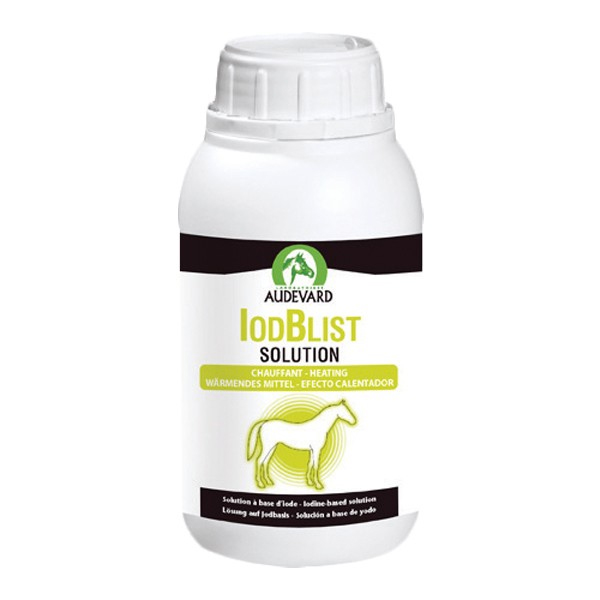 LABORATOIRE
AUDEVARD
IODBLIST
SOLUTION
CHAUFFANT - HEATING
WÄRMENDES MITTEL - EFECTO CALENTADOR
Solution à base d'iode - Iodine-based solution
Lösung auf Jodbasis - Solución a base de yodo